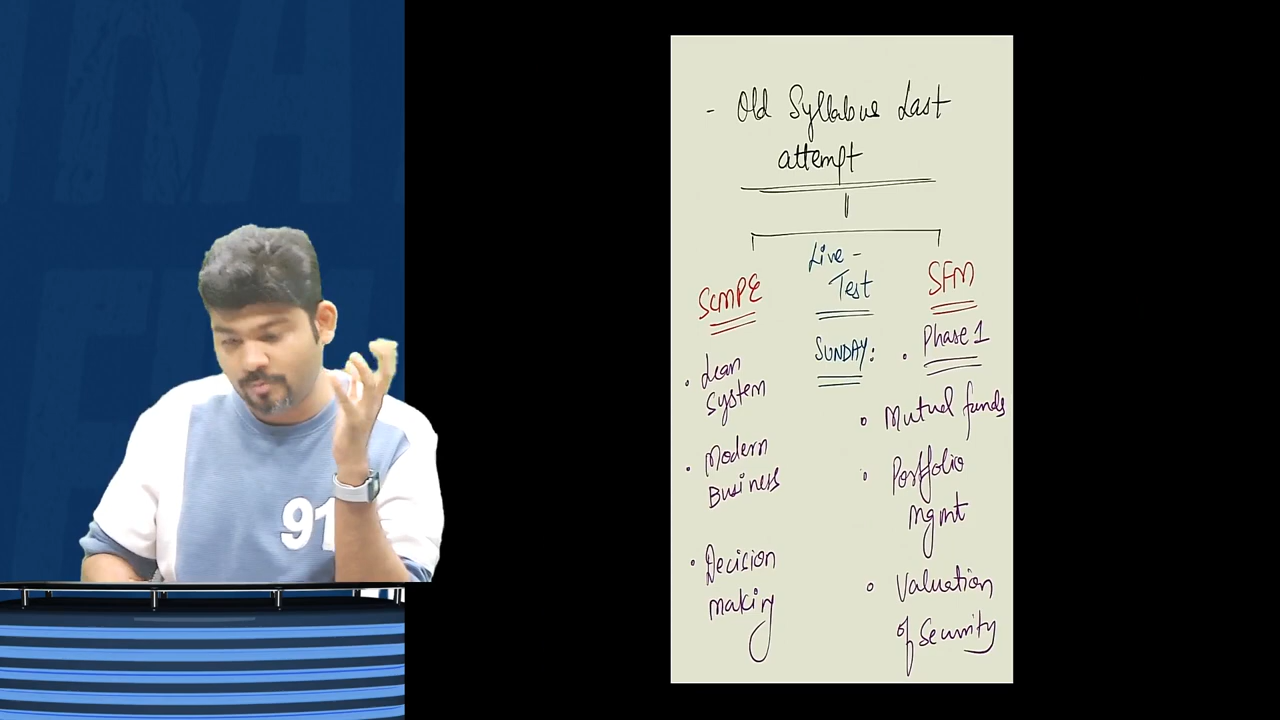 - Old Syllabus Last
attempt
SCMPE
• Lean
System
• Modern
Business
• Decision
making
Live -
Test
SUNDAY:
SFM
• Phase 1
• Mutual funds
• Portfolio
Mgmt
• Valuation
of Security
91